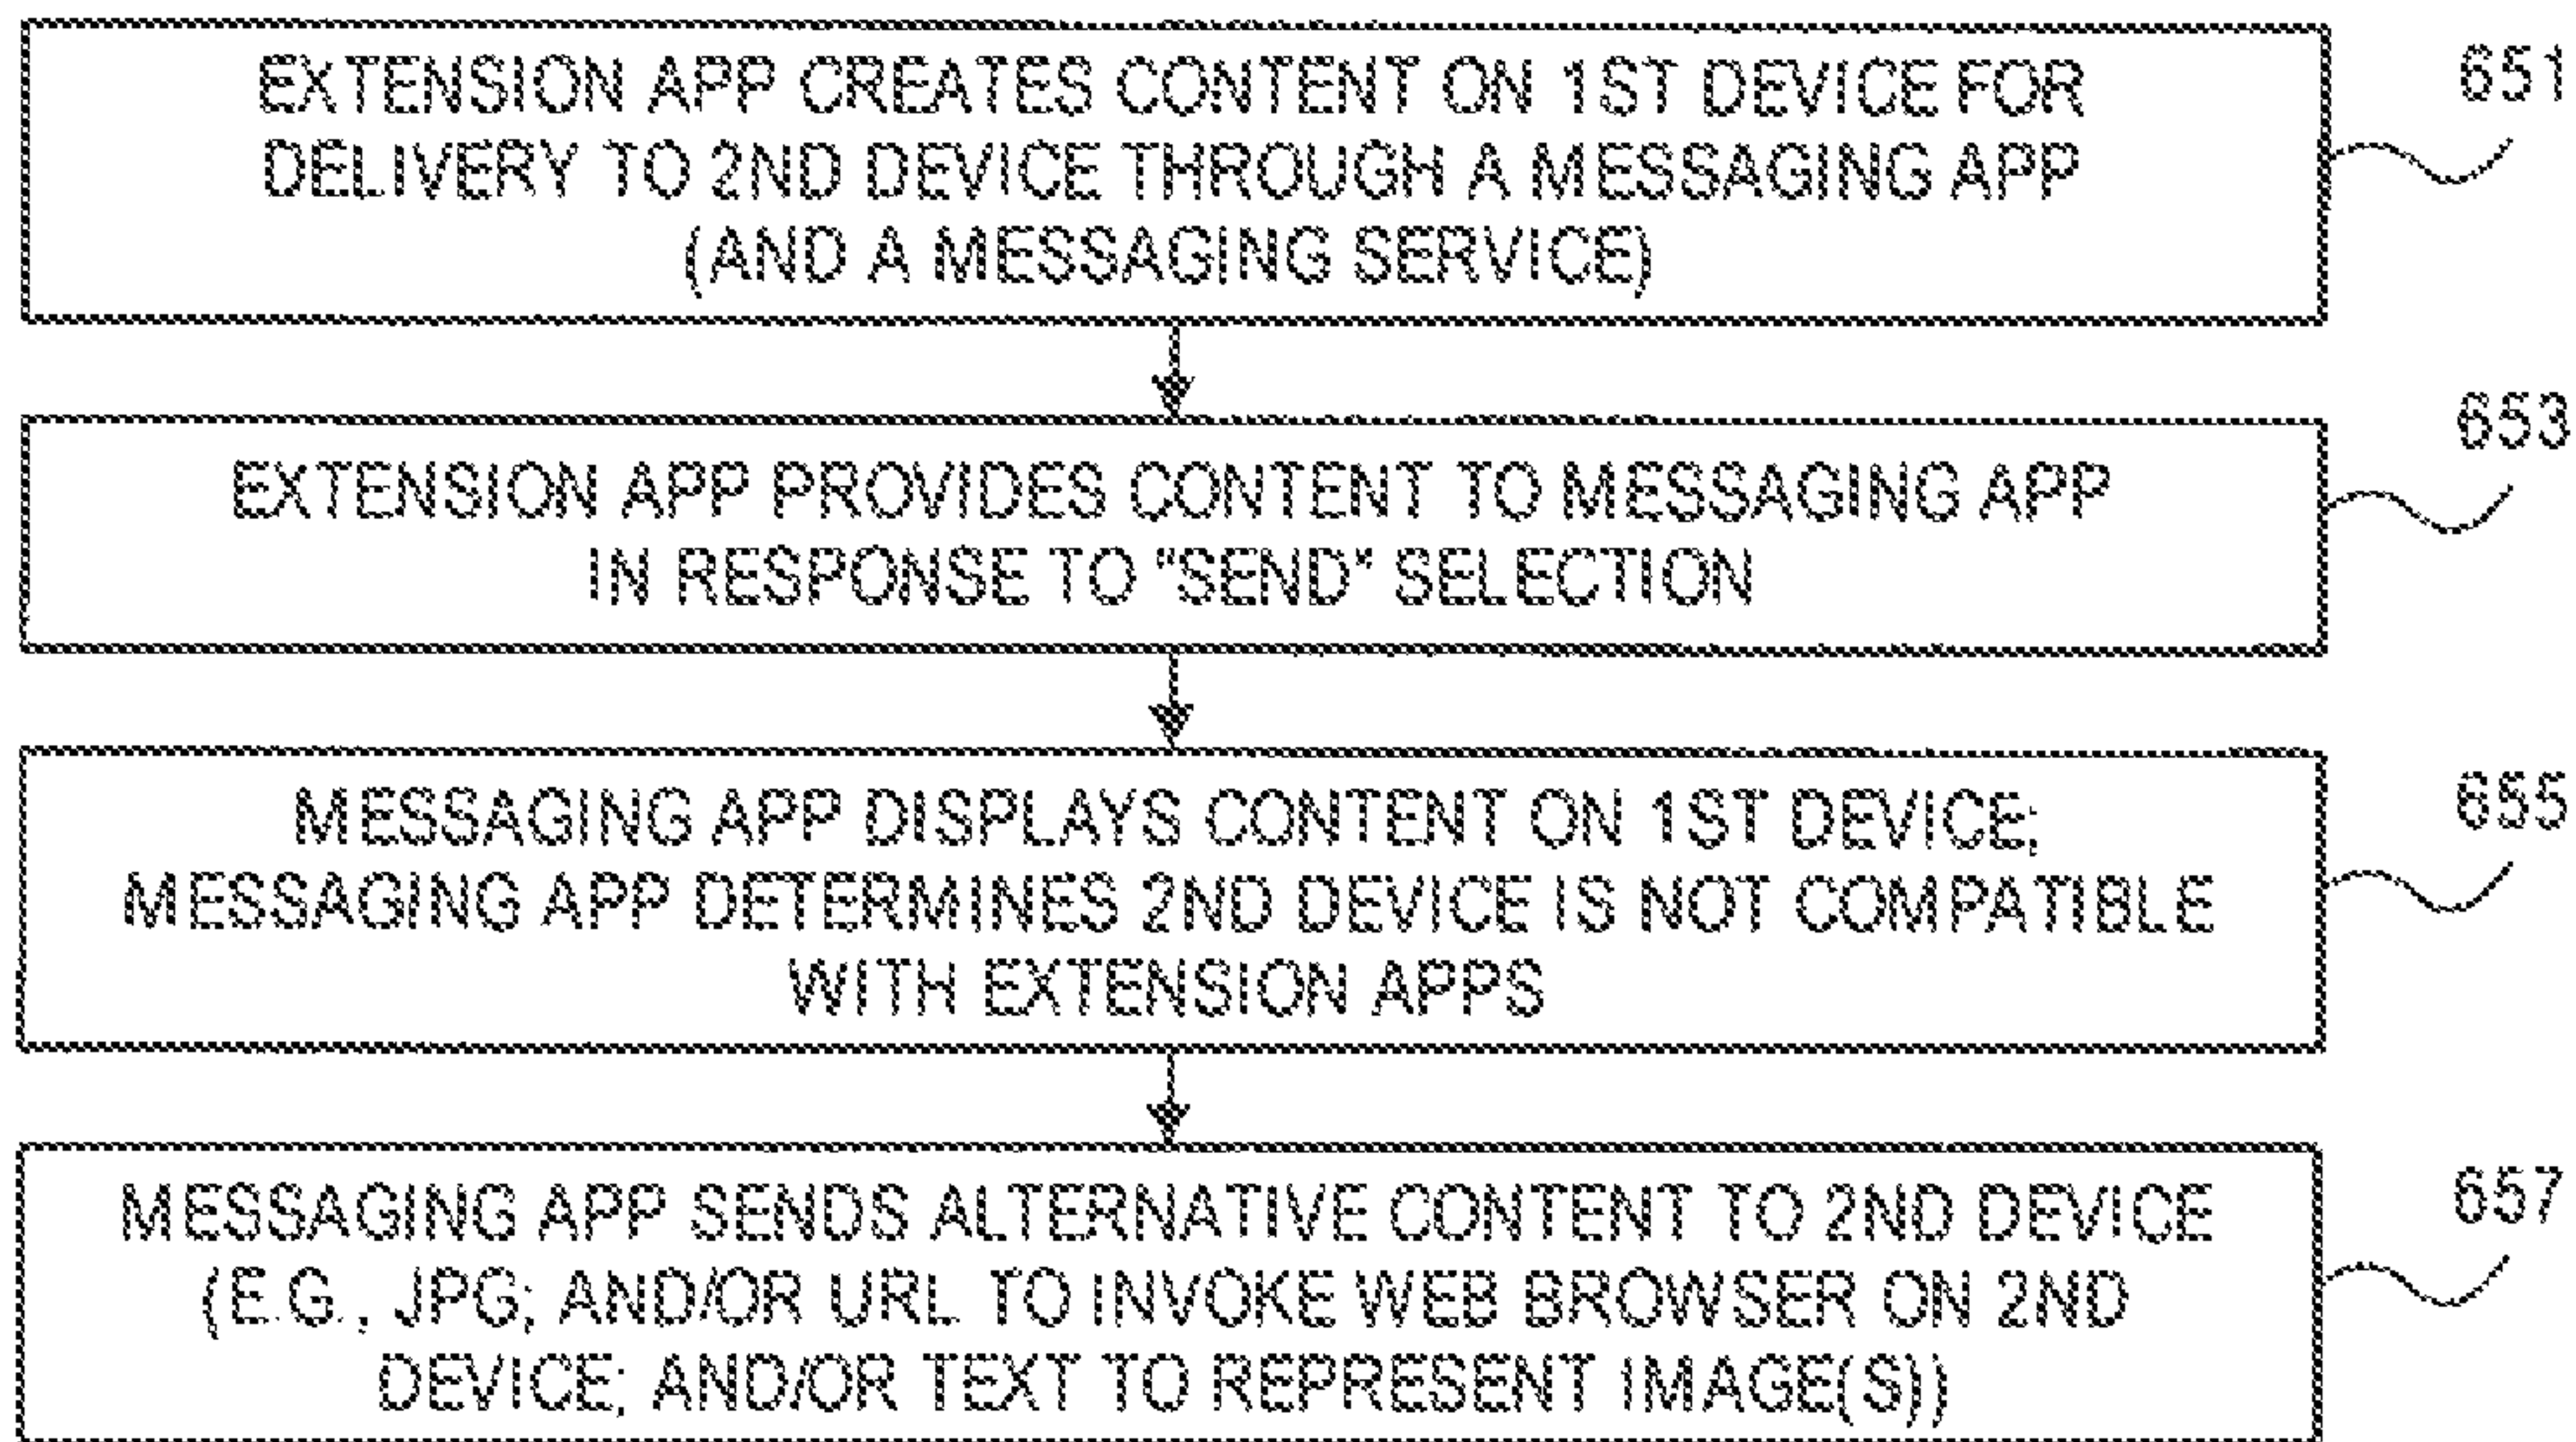 EXTENSION APP CREATES CONTENT ON 1ST DEVICE FOR
DELIVERY TO 2ND DEVICE THROUGH A MESSAGING APP
(AND A MESSAGING SERVICE)
651
EXTENSION APP PROVIDES CONTENT TO MESSAGING APP
IN RESPONSE TO "SEND" SELECTION
653
MESSAGING APP DISPLAYS CONTENT ON 1ST DEVICE;
MESSAGING APP DETERMINES 2ND DEVICE IS NOT COMPATIBLE
WITH EXTENSION APPS
655
MESSAGING APP SENDS ALTERNATIVE CONTENT TO 2ND DEVICE
(E.G., JPG; AND/OR URL TO INVOKE WEB BROWSER ON 2ND
DEVICE; AND/OR TEXT TO REPRESENT IMAGE(S))
657